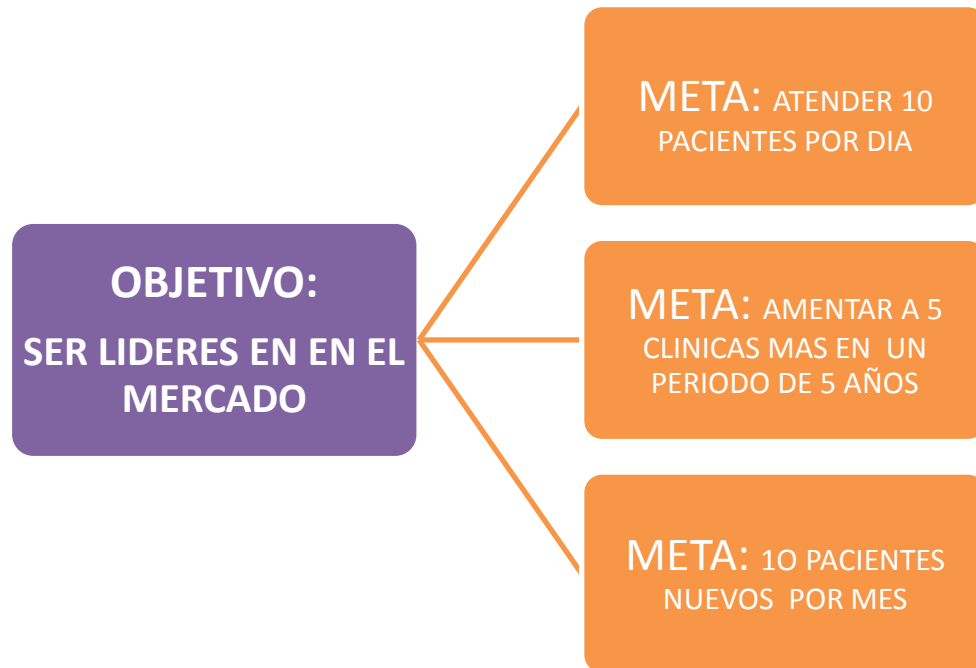 OBJETIVO:
SER LIDERES EN EN EL
MERCADO
META: ATENDER 10
PACIENTES POR DIA
META: AMENTAR A 5
CLINICAS MAS EN UN
PERIODO DE 5 AÑOS
META: 1O PACIENTES
NUEVOS POR MES